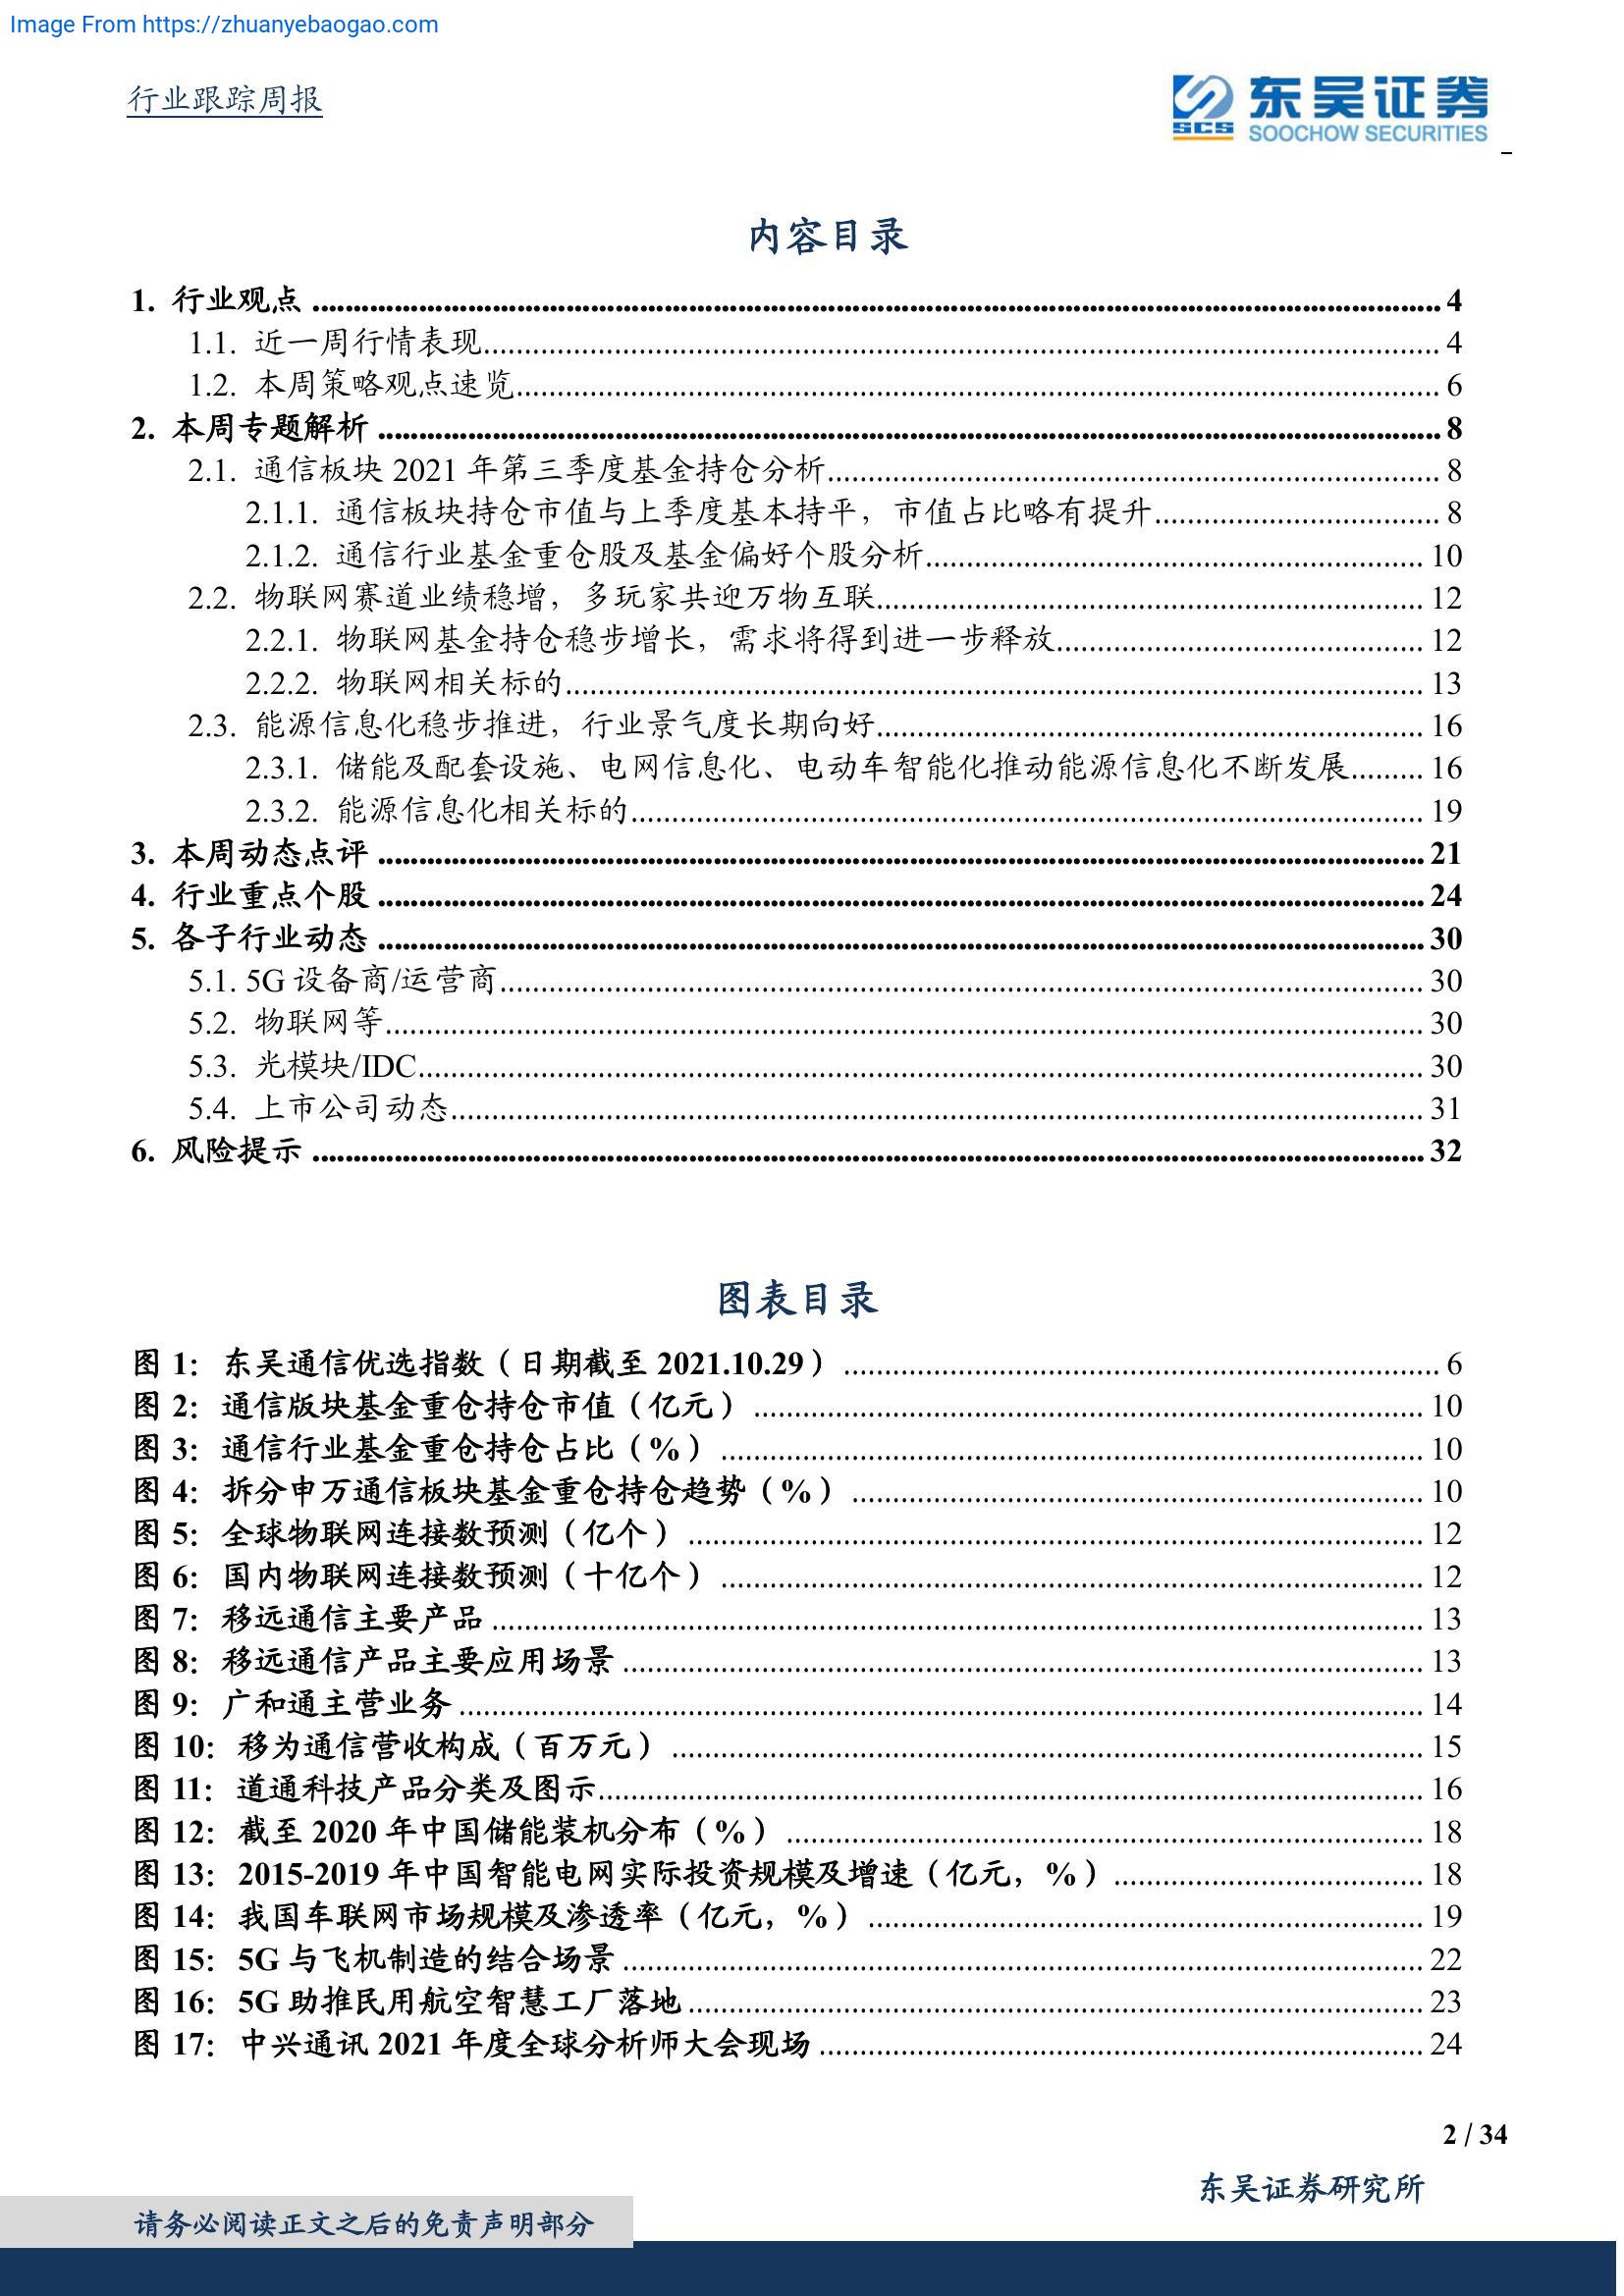 Image From https://zhuanyebaogao.com
行业跟踪周报
SCS 东吴证券
SOOCHOW SECURITIES
内容目录
1. 行业观点 ........ 4
1.1. 近一周行情表现........ 4
1.2. 本周策略观点速览........ 6
2. 本周专题解析 ........ 8
2.1. 通信板块 2021 年第三季度基金持仓分析........ 8
2.1.1. 通信板块持仓市值与上季度基本持平，市值占比略有提升........ 8
2.1.2. 通信行业基金重仓股及基金偏好个股分析........ 10
2.2. 物联网赛道业绩稳增，多玩家共迎万物互联........ 12
2.2.1. 物联网基金持仓稳步增长，需求将得到进一步释放........ 12
2.2.2. 物联网相关标的........ 13
2.3. 能源信息化稳步推进，行业景气度长期向好........ 16
2.3.1. 储能及配套设施、电网信息化、电动车智能化推动能源信息化不断发展........ 16
2.3.2. 能源信息化相关标的........ 19
3. 本周动态点评 ........ 21
4. 行业重点个股 ........ 24
5. 各子行业动态 ........ 30
5.1. 5G 设备商/运营商........ 30
5.2. 物联网等........ 30
5.3. 光模块/IDC........ 30
5.4. 上市公司动态........ 31
6. 风险提示 ........ 32
图表目录
图 1：东吴通信优选指数（日期截至 2021.10.29） ........ 6
图 2：通信版块基金重仓持仓市值（亿元） ........ 10
图 3：通信行业基金重仓持仓占比（%） ........ 10
图 4：拆分申万通信板块基金重仓持仓趋势（%） ........ 10
图 5：全球物联网连接数预测（亿个） ........ 12
图 6：国内物联网连接数预测（十亿个） ........ 12
图 7：移远通信主要产品 ........ 13
图 8：移远通信产品主要应用场景 ........ 13
图 9：广和通主营业务 ........ 14
图 10：移为通信营收构成（百万元） ........ 15
图 11：道通科技产品分类及图示........ 16
图 12：截至 2020 年中国储能装机分布（%） ........ 18
图 13：2015-2019 年中国智能电网实际投资规模及增速（亿元，%）........ 18
图 14：我国车联网市场规模及渗透率（亿元，%） ........ 19
图 15：5G 与飞机制造的结合场景 ........ 22
图 16：5G 助推民用航空智慧工厂落地........ 23
图 17：中兴通讯 2021 年度全球分析师大会现场 ........ 24
2 / 34
东吴证券研究所
请务必阅读正文之后的免责声明部分